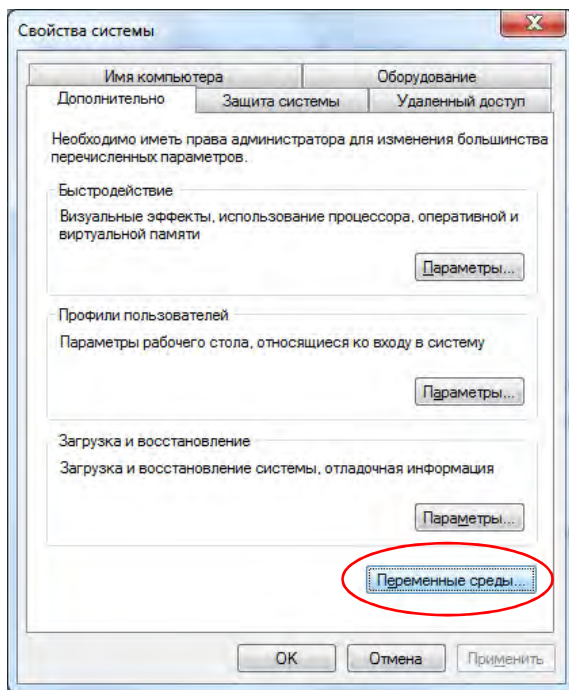 Свойства системы
Имя компьютера
Оборудование
Дополнительно
Защита системы
Удаленный доступ
Необходимо иметь права администратора для изменения большинства
перечисленных параметров.
Быстродействие
Визуальные эффекты, использование процессора, оперативной и
виртуальной памяти
Параметры...
Профили пользователей
Параметры рабочего стола, относящиеся ко входу в систему
Параметры...
Загрузка и восстановление
Загрузка и восстановление системы, отладочная информация
Параметры...
Переменные среды...
OK
Отмена
Применить